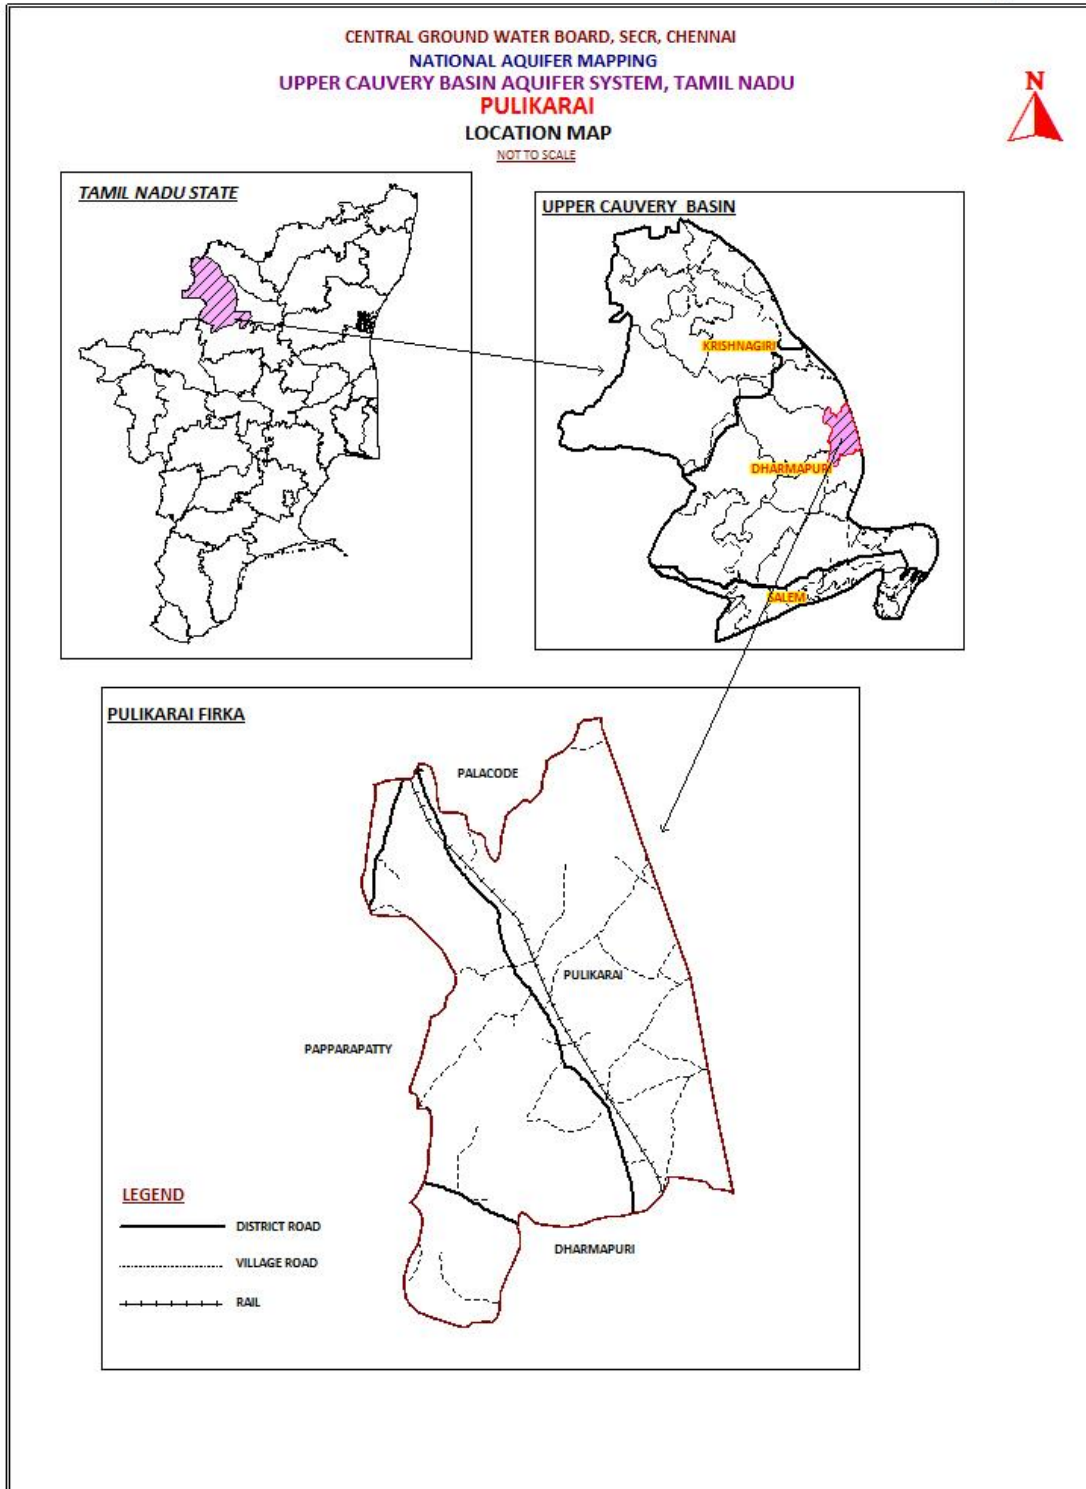 CENTRAL GROUND WATER BOARD, SECR, CHENNAI
NATIONAL AQUIFER MAPPING
UPPER CAUVERY BASIN AQUIFER SYSTEM, TAMIL NADU
PULIKARAI
LOCATION MAP
NOT TO SCALE
N
TAMIL NADU STATE
UPPER CAUVERY BASIN
KRISHNAGIRI
DHARMAPURI
SALEM
PULIKARAI FIRKA
PALACODE
PULIKARAI
PAPPARAPATTY
DHARMAPURI
LEGEND
DISTRICT ROAD
VILLAGE ROAD
RAIL